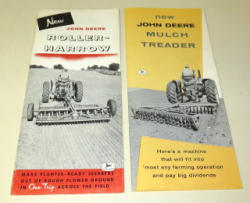 New
JOHN DEERE
ROLLER-
HARROW
MAKE PLANTER-READY SEEDBEDS
OUT OF ROUGH PLOWED GROUND
IN One Trip ACROSS THE FIELD
new
JOHN DEERE
MULCH
TREADER
Here's a machine
that will fit into
'most any farming operation
and pay big dividends